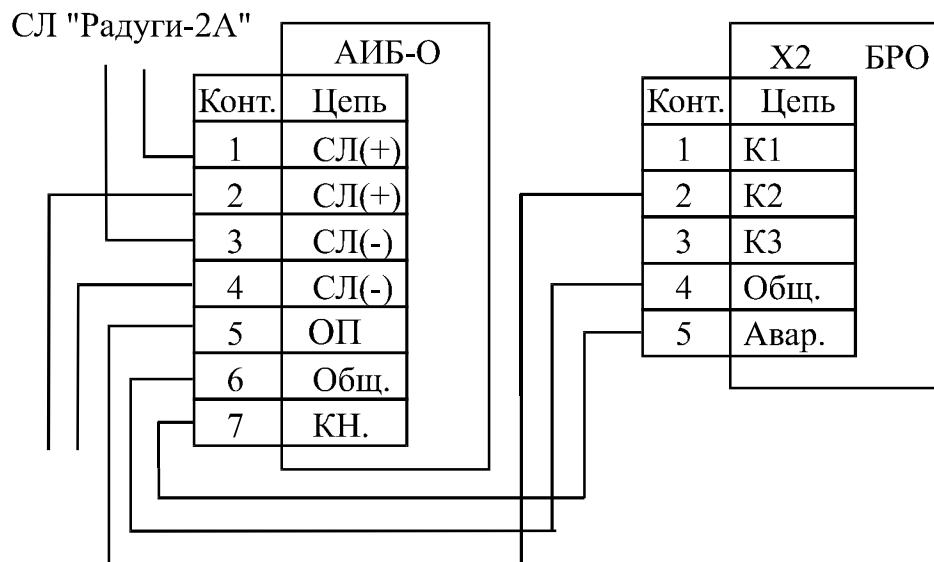 СЛ "Радуги-2А"
АИБ-О
Конт. Цепь
1 СЛ(+)
2 СЛ(+)
3 СЛ(-)
4 СЛ(-)
5 ОП
6 Общ.
7 КН.
Х2 БРО
Конт. Цепь
1 К1
2 К2
3 К3
4 Общ.
5 Авар.